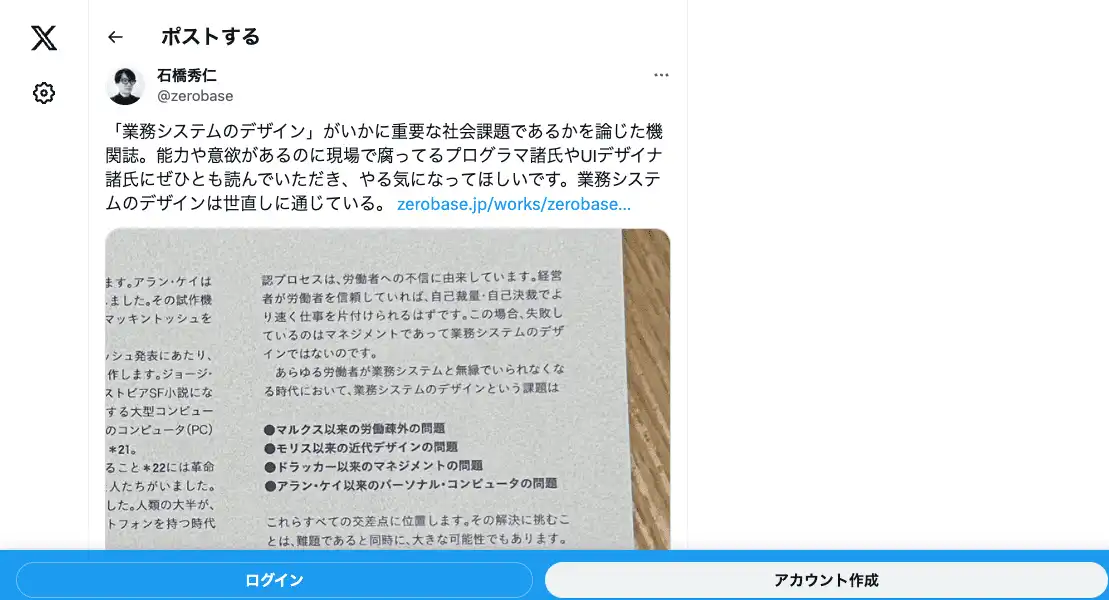 ポストする
石橋秀仁
@zerobase
「業務システムのデザイン」がいかに重要な社会課題であるかを論じた機
関誌。能力や意欲があるのに現場で腐ってるプログラマ諸氏やUIデザイナ
諸氏にぜひとも読んでいただき、やる気になってほしいです。業務システ
ムのデザインは世直しに通じている。 zerobase.jp/works/zerobase...
ます。アラン・ケイは
ました。その試作機
マッキントッシュを
ッシュ発表にあたり、
作します。ジョージ・
ストピアSF小説にな
する大型コンピュー
のコンピュータ(PC)
＊21。
ること＊22には革命
人たちがいました。
した。人類の大半が、
トフォンを持つ時代
認プロセスは、労働者への不信に由来しています。経営
者が労働者を信頼していれば、自己裁量・自己決裁でよ
り速く仕事を片付けられるはずです。この場合、失敗し
ているのはマネジメントであって業務システムのデザ
インではないのです。
あらゆる労働者が業務システムと無縁でいられなくな
る時代において、業務システムのデザインという課題は
●マルクス以来の労働疎外の問題
●モリス以来の近代デザインの問題
●ドラッカー以来のマネジメントの問題
●アラン・ケイ以来のパーソナル・コンピュータの問題
これらすべての交差点に位置します。その解決に挑むこ
とは、難題であると同時に、大きな可能性でもあります。
ログイン
アカウント作成